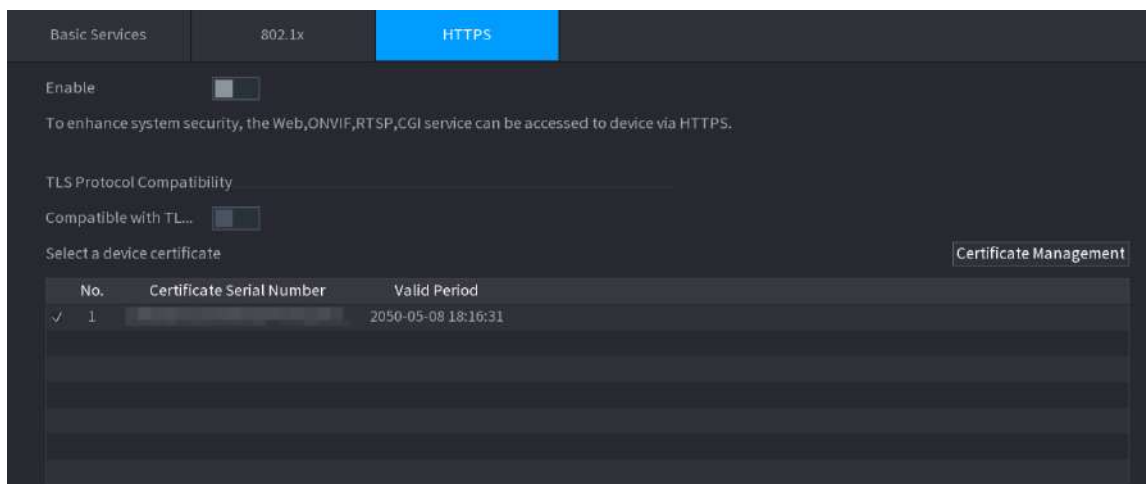 Basic Services 802.1x HTTPS
Enable
To enhance system security, the Web,ONVIF,RTSP,CGI service can be accessed to device via HTTPS.
TLS Protocol Compatibility
Compatible with TL...
Select a device certificate Certificate Management
No. Certificate Serial Number Valid Period
1 2050-05-08 18:16:31